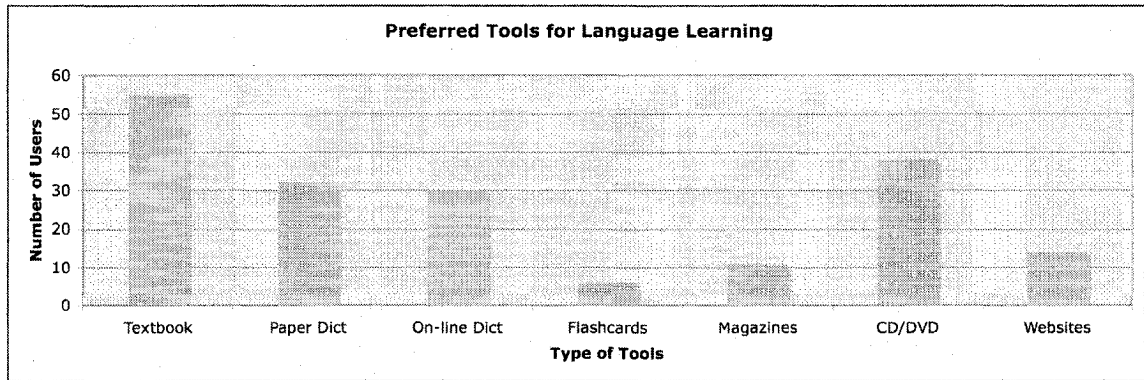 Preferred Tools for Language Learning
60
50
40
30
20
10
0
Number of Users
Textbook
Paper Dict
On-line Dict
Flashcards
Magazines
CD/DVD
Websites
Type of Tools